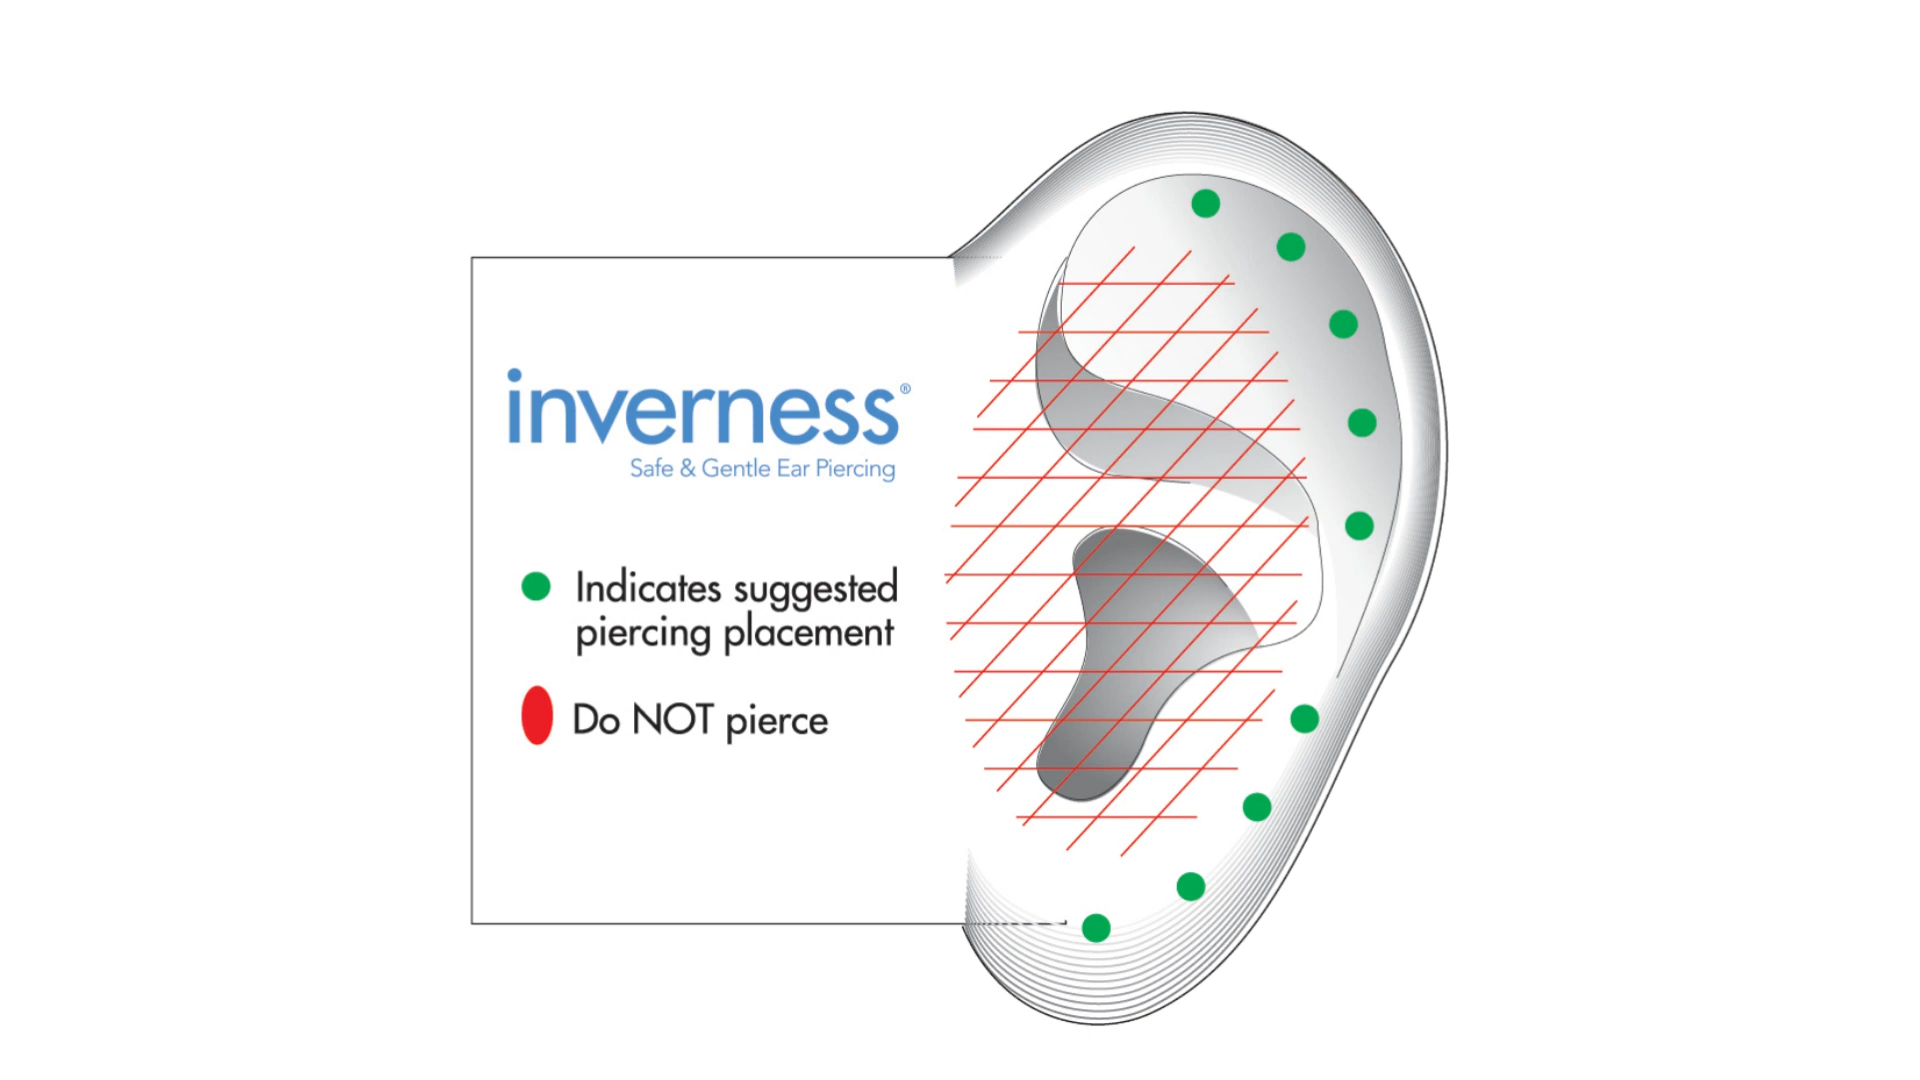 inverness®
Safe & Gentle Ear Piercing
Indicates suggested
piercing placement
Do NOT pierce